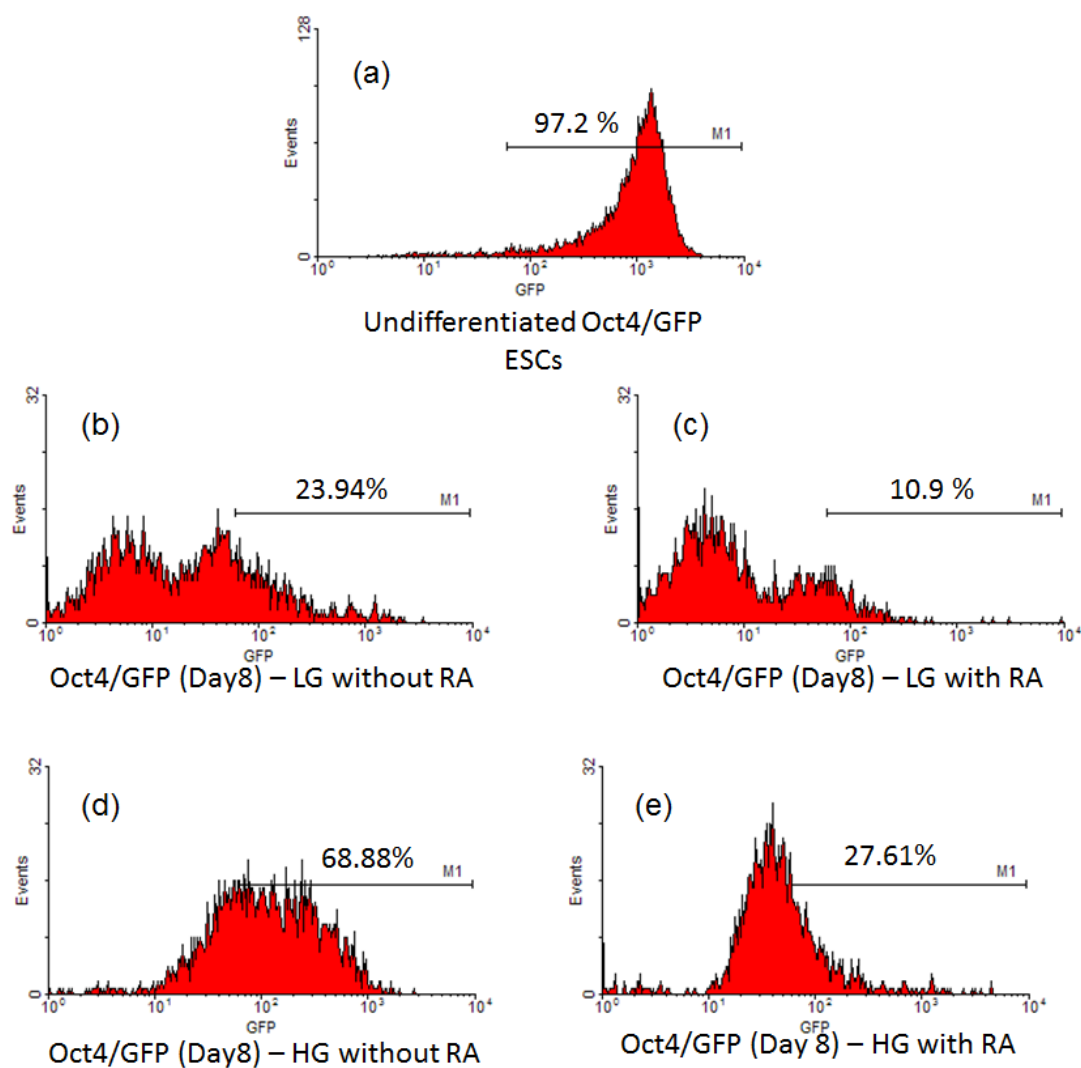 128
(a)
97.2 %
M1
Events
0
10⁰ 10¹ 10² 10³ 10⁴
GFP
Undifferentiated Oct4/GFP
ESCs
32
(b)
23.94%
M1
Events
0
10⁰ 10¹ 10² 10³ 10⁴
GFP
Oct4/GFP (Day8) – LG without RA
32
(c)
10.9 %
M1
Events
0
10⁰ 10¹ 10² 10³ 10⁴
GFP
Oct4/GFP (Day8) – LG with RA
32
(d)
68.88%
M1
Events
0
10⁰ 10¹ 10² 10³ 10⁴
GFP
Oct4/GFP (Day8) – HG without RA
32
(e)
27.61%
M1
Events
0
10⁰ 10¹ 10² 10³ 10⁴
GFP
Oct4/GFP (Day 8) – HG with RA